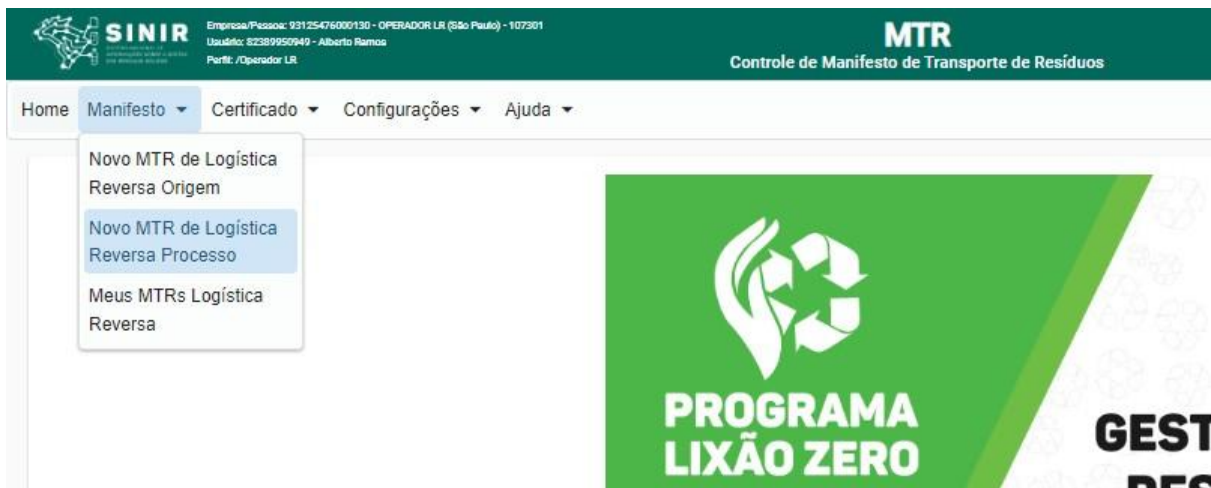 SINIR
Empresa/Pessoa: 93125476000130 - OPERADOR LR (São Paulo) - 107301
Usuário: 82389950949 - Alberto Ramos
Perfil: /Operador LR
MTR
Controle de Manifesto de Transporte de Resíduos
Home Manifesto Certificado Configurações Ajuda
Novo MTR de Logística
Reversa Origem
Novo MTR de Logística
Reversa Processo
Meus MTRs Logística
Reversa
PROGRAMA
LIXÃO ZERO
GEST
RES